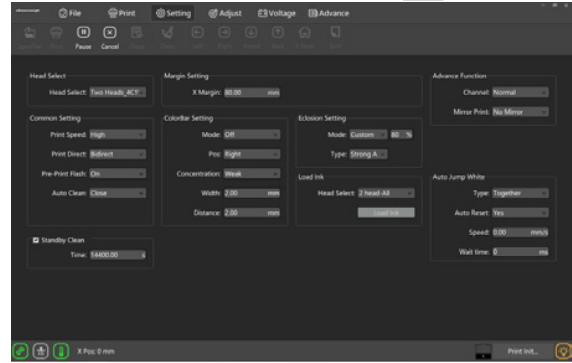 File Print Setting Adjust Voltage Advance
Pause Cancel
Head Select
Head Select: Two Heads_4C
Margin Setting
X Margin: 80.00 mm
Advance Function
Channel: Normal
Mirror Print: No Mirror
Common Setting
Print Speed: High
Print Direct: Bidirect
Pre-Print Flash: On
Auto Clean: Close
ColorBar Setting
Mode: Off
Pos: Right
Concentration: Weak
Width: 2.00 mm
Distance: 2.00 mm
Eclosion Setting
Mode: Custom 80 %
Type: Strong A
Load Ink
Head Select: 2 head-All
Load Ink
Auto Jump White
Type: Together
Auto Reset: Yes
Speed: 0.00 mm/s
Wait time: 0 ms
Standby Clean
Time: 14400.00 s
X Pos: 0 mm
Print Init...